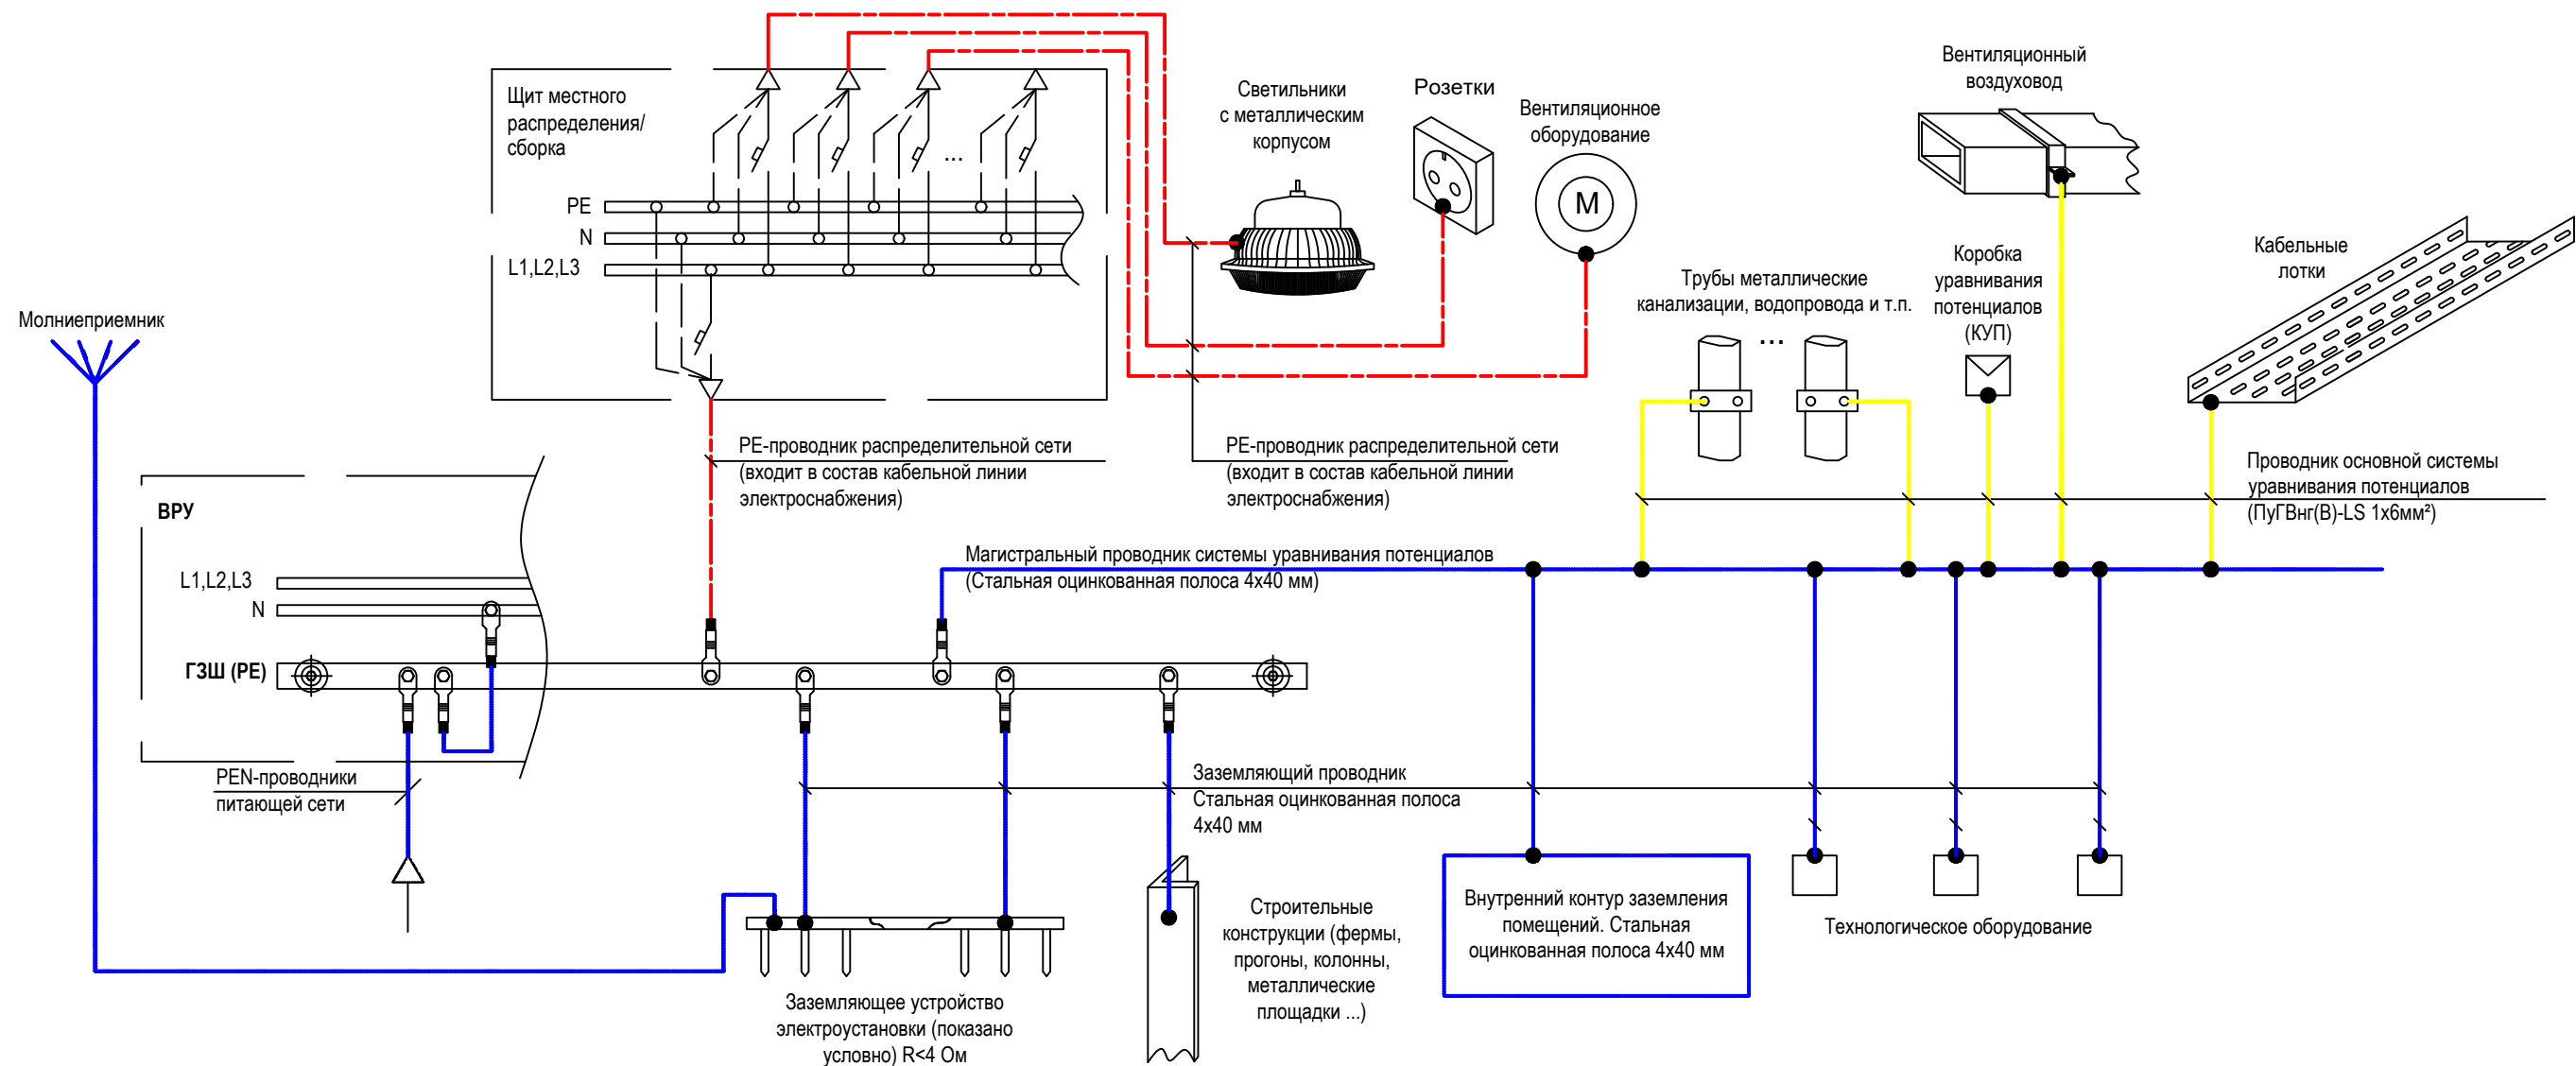 Щит местного
распределения/
сборка
PE
N
L1,L2,L3
...
Светильники
с металлическим
корпусом
Розетки
Вентиляционное
оборудование
M
Вентиляционный
воздуховод
Трубы металлические
канализации, водопровода и т.п.
...
Коробка
уравнивания
потенциалов
(КУП)
Кабельные
лотки
Молниеприемник
PE-проводник распределительной сети
(входит в состав кабельной линии
электроснабжения)
PE-проводник распределительной сети
(входит в состав кабельной линии
электроснабжения)
Проводник основной системы
уравнивания потенциалов
(ПуГВнг(В)-LS 1х6мм²)
ВРУ
L1,L2,L3
N
ГЗШ (PE)
Магистральный проводник системы уравнивания потенциалов
(Стальная оцинкованная полоса 4х40 мм)
PEN-проводники
питающей сети
Заземляющий проводник
Стальная оцинкованная полоса
4х40 мм
Заземляющее устройство
электроустановки (показано
условно) R<4 Ом
Строительные
конструкции (фермы,
прогоны, колонны,
металлические
площадки ...)
Внутренний контур заземления
помещений. Стальная
оцинкованная полоса 4х40 мм
Технологическое оборудование